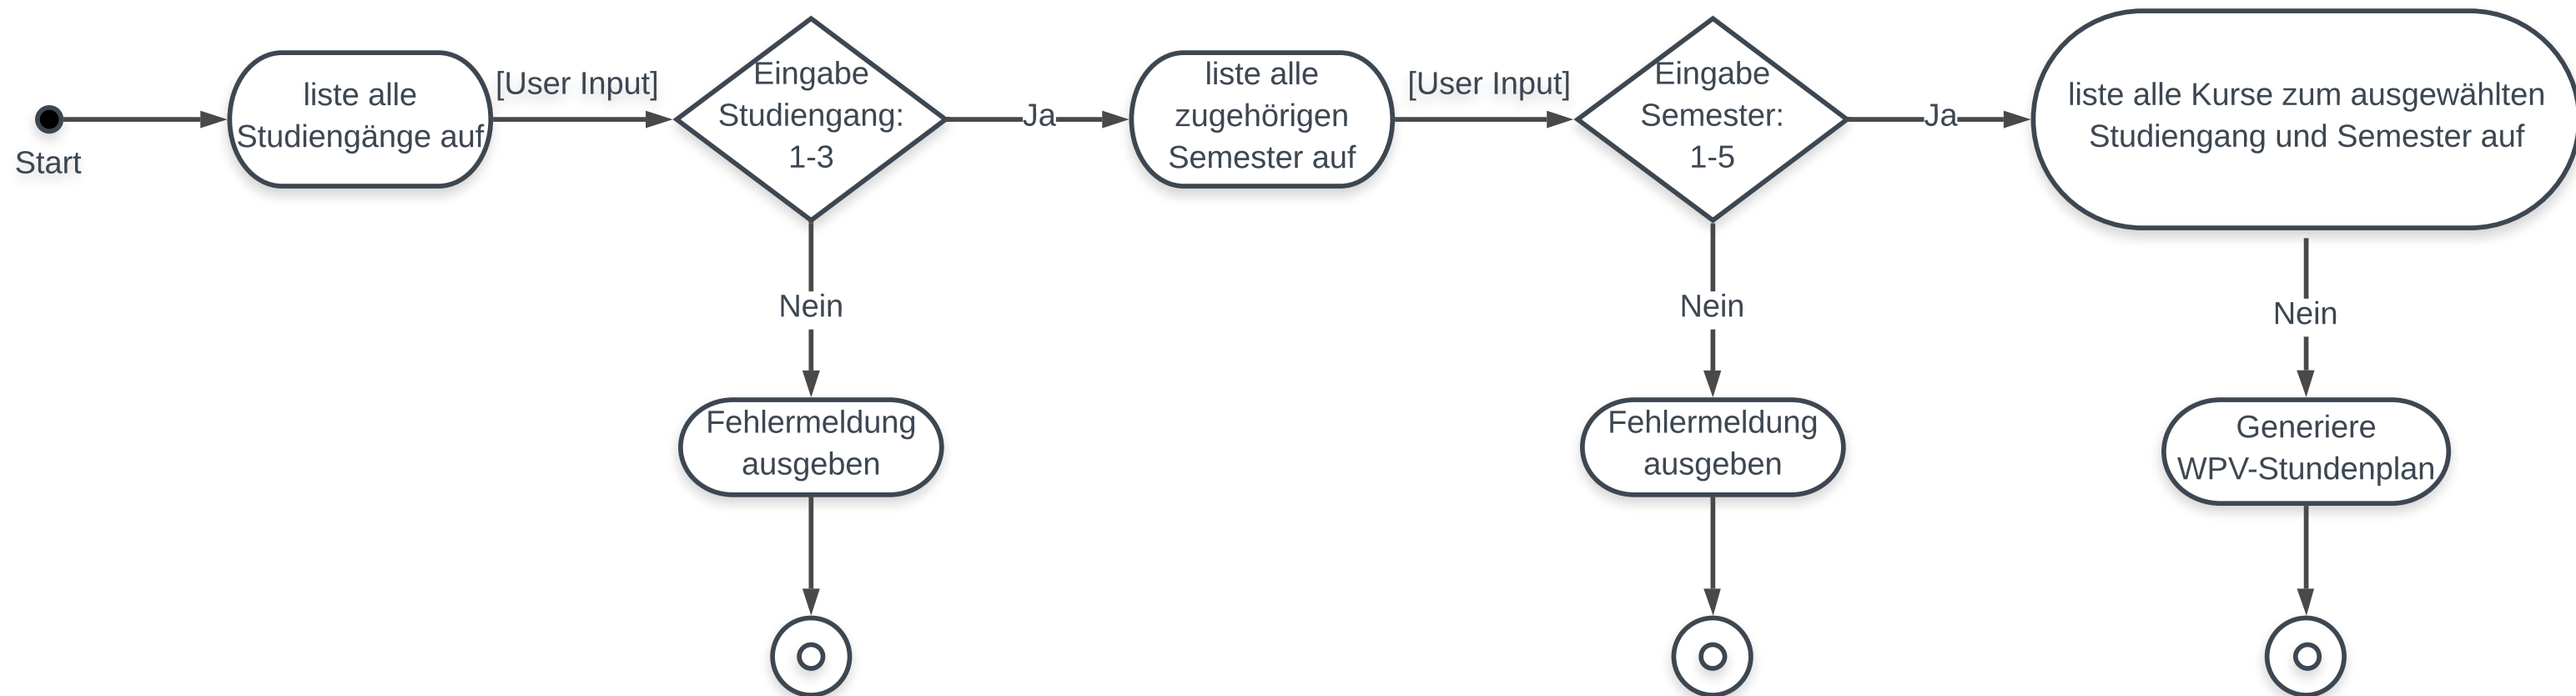 Start
liste alle
Studiengänge auf
[User Input]
Eingabe
Studiengang:
1-3
Ja
liste alle
zugehörigen
Semester auf
[User Input]
Eingabe
Semester:
1-5
Ja
liste alle Kurse zum ausgewählten
Studiengang und Semester auf
Nein
Nein
Nein
Fehlermeldung
ausgeben
Fehlermeldung
ausgeben
Generiere
WPV-Stundenplan